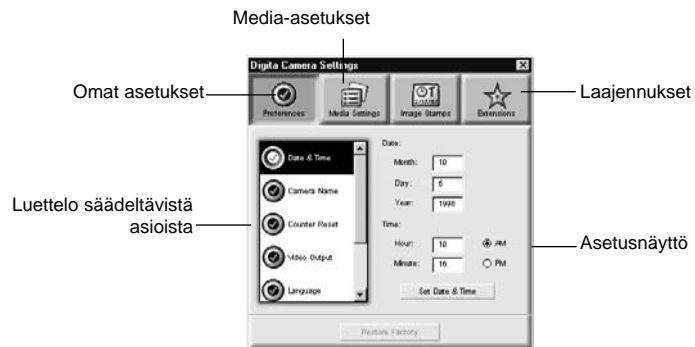 Media-asetukset
Digita Camera Settings
Omat asetukset
Laajennukset
Preferences
Media Settings
Image Stamps
Extensions
Date & Time
Camera Name
Counter Reset
Video Output
Language
Date:
Month: 10
Day: 6
Year: 1998
Time:
Hour: 10 AM
Minute: 16 PM
Set Date & Time
Luettelo säädeltävistä
asioista
Asetusnäyttö
Restore Factory